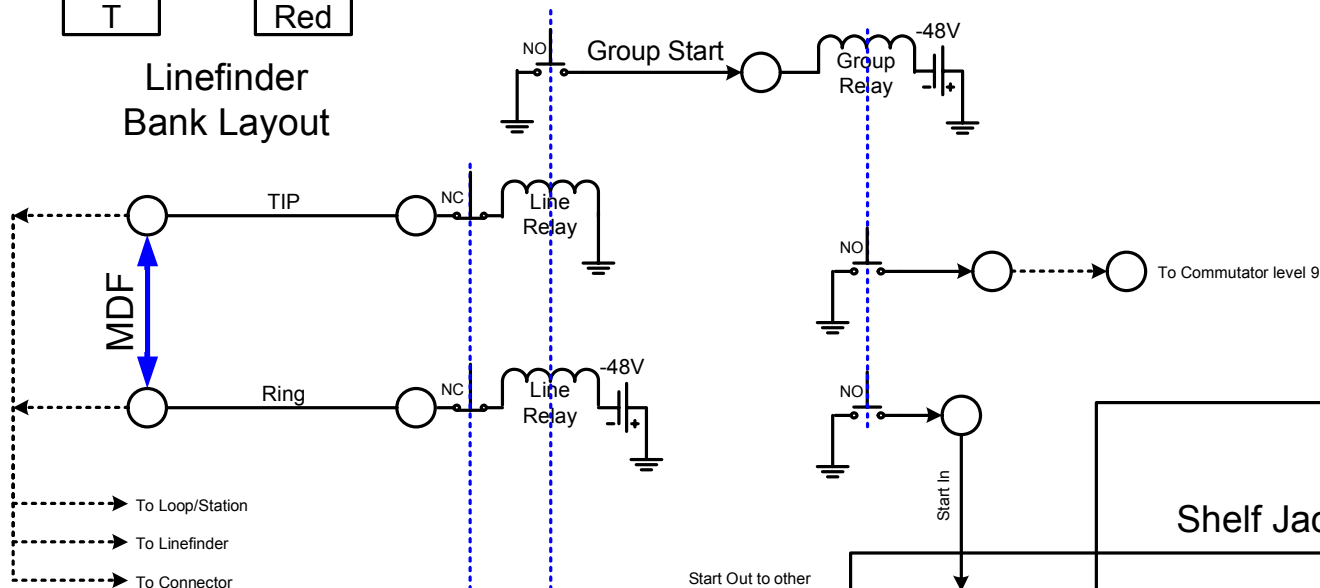 T
Red
Linefinder
Bank Layout
NO
Group Start
-48V
Group
Relay
- +
TIP
NC
Line
Relay
NO
To Commutator level 9
MDF
Ring
NC
-48V
Line
Relay
- +
NO
Start In
To Loop/Station
To Linefinder
To Connector
Start Out to other